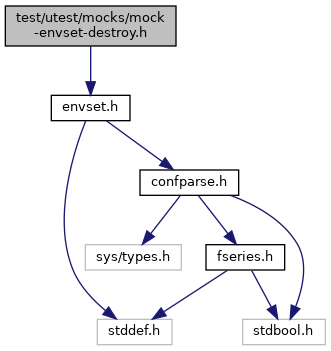 test/utest/mocks/mock
-envset-destroy.h
envset.h
confparse.h
sys/types.h
fseries.h
stddef.h
stdbool.h